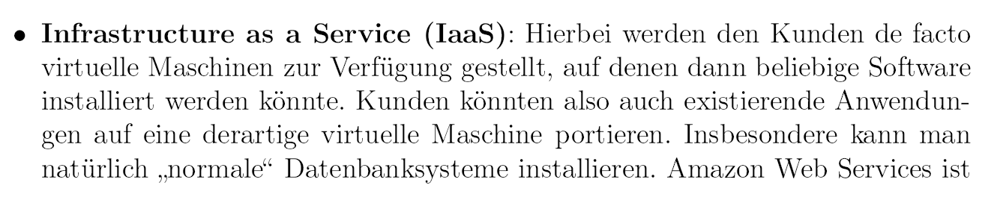 • Infrastructure as a Service (IaaS): Hierbei werden den Kunden de facto
virtuelle Maschinen zur Verfügung gestellt, auf denen dann beliebige Software
installiert werden könnte. Kunden könnten also auch existierende Anwendun-
gen auf eine derartige virtuelle Maschine portieren. Insbesondere kann man
natürlich „normale“ Datenbanksysteme installieren. Amazon Web Services ist